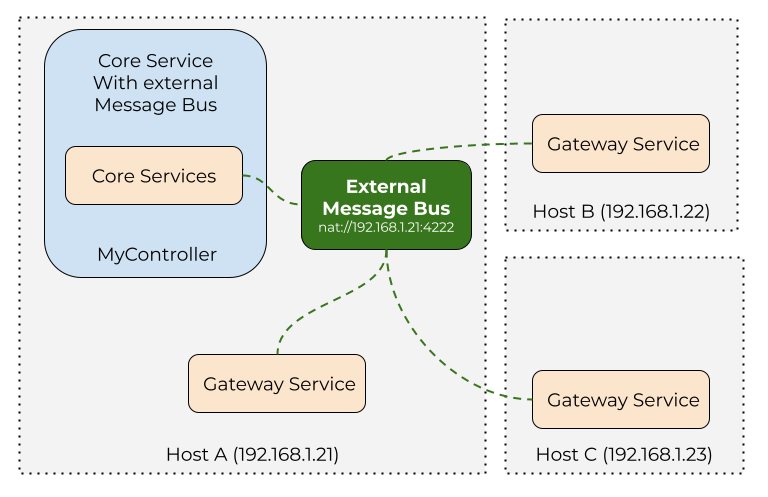 Core Service
With external
Message Bus
Core Services
MyController
External
Message Bus
nat://192.168.1.21:4222
Gateway Service
Host A (192.168.1.21)
Gateway Service
Host B (192.168.1.22)
Gateway Service
Host C (192.168.1.23)